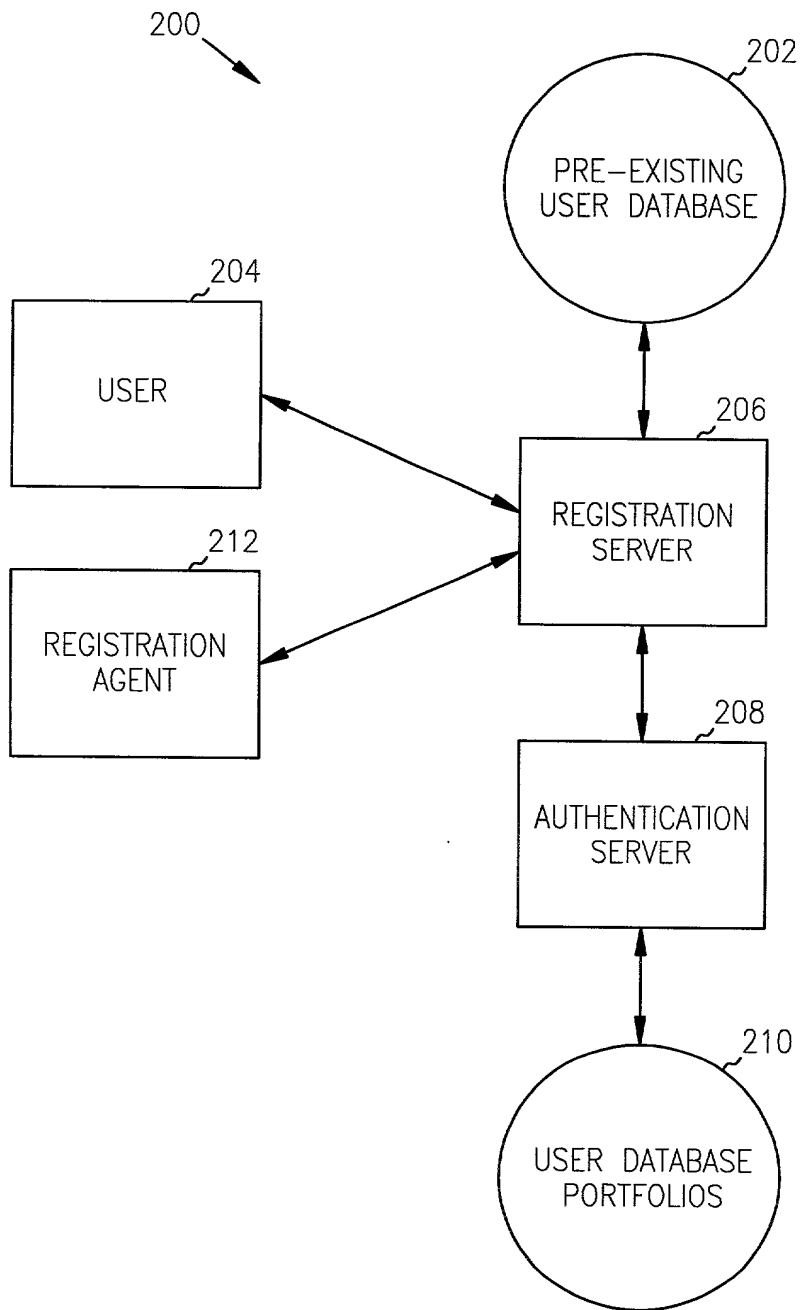 200
202
PRE-EXISTING
USER DATABASE
204
USER
206
REGISTRATION
SERVER
212
REGISTRATION
AGENT
208
AUTHENTICATION
SERVER
210
USER DATABASE
PORTFOLIOS